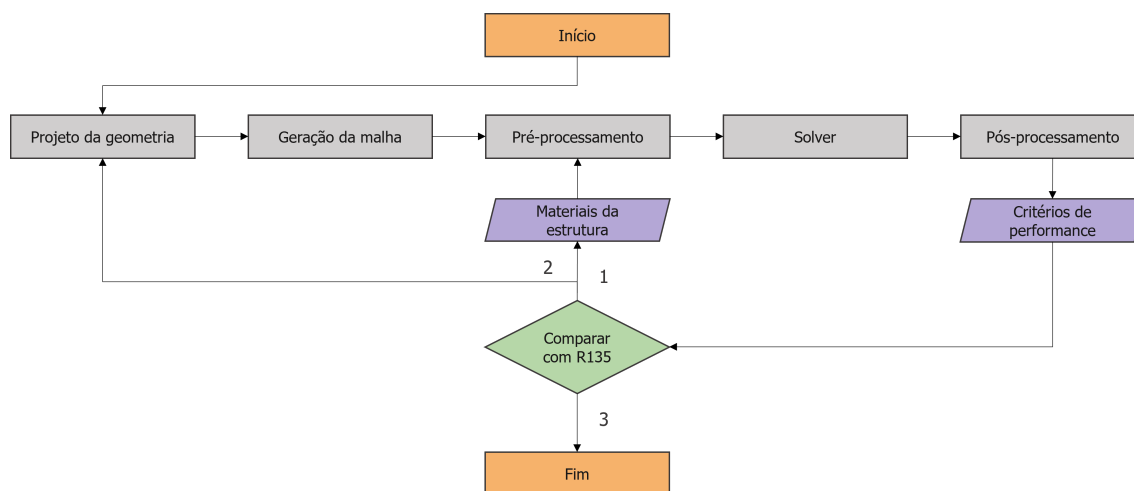 Início
Projeto da geometria
Geração da malha
Pré-processamento
Solver
Pós-processamento
Materiais da
estrutura
Critérios de
performance
2
1
Comparar
com R135
3
Fim